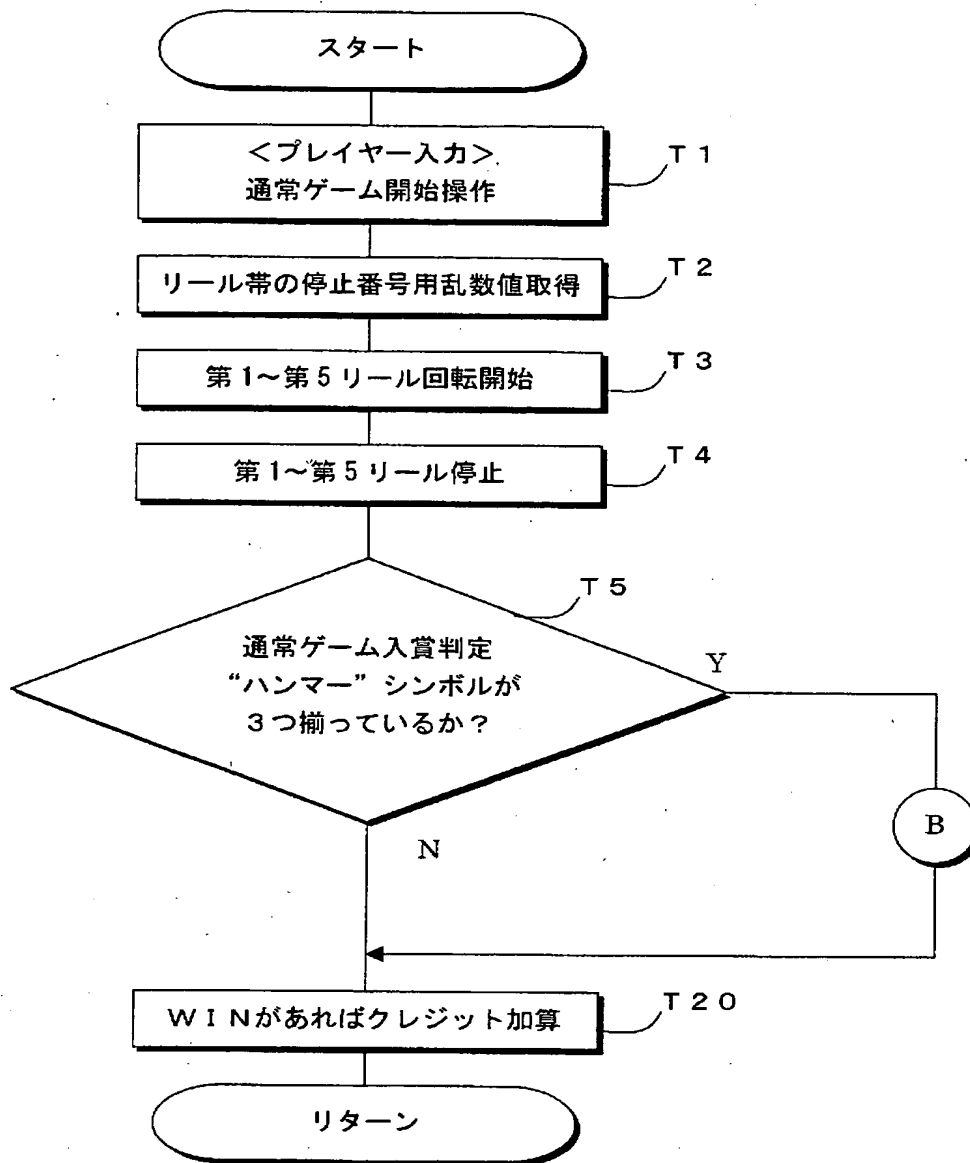 スタート
<プレイヤー入力>
通常ゲーム開始操作
T1
リール帯の停止番号用乱数値取得
T2
第1~第5リール回転開始
T3
第1~第5リール停止
T4
T5
通常ゲーム入賞判定
“ハンマー”シンボルが
3つ揃っているか?
Y
B
N
WINがあればクレジット加算
T20
リターン